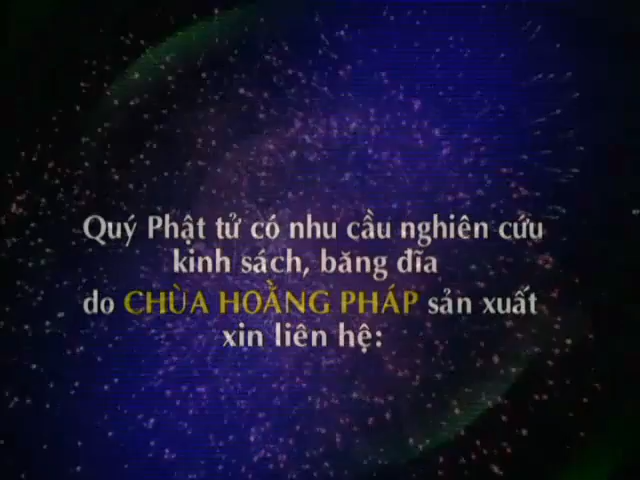 Quý Phật tử có nhu cầu nghiên cứu
kinh sách, băng đĩa
do CHÙA HOẰNG PHÁP sản xuất
xin liên hệ: